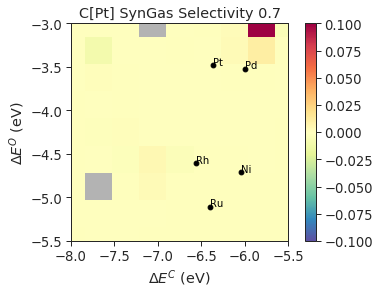 C[Pt] SynGas Selectivity 0.7
−3.0
−3.5
−4.0
−4.5
−5.0
−5.5
ΔE^O (eV)
Pt
Pd
Rh
Ni
Ru
−8.0 −7.5 −7.0 −6.5 −6.0 −5.5
ΔE^C (eV)
0.100
0.075
0.050
0.025
0.000
−0.025
−0.050
−0.075
−0.100